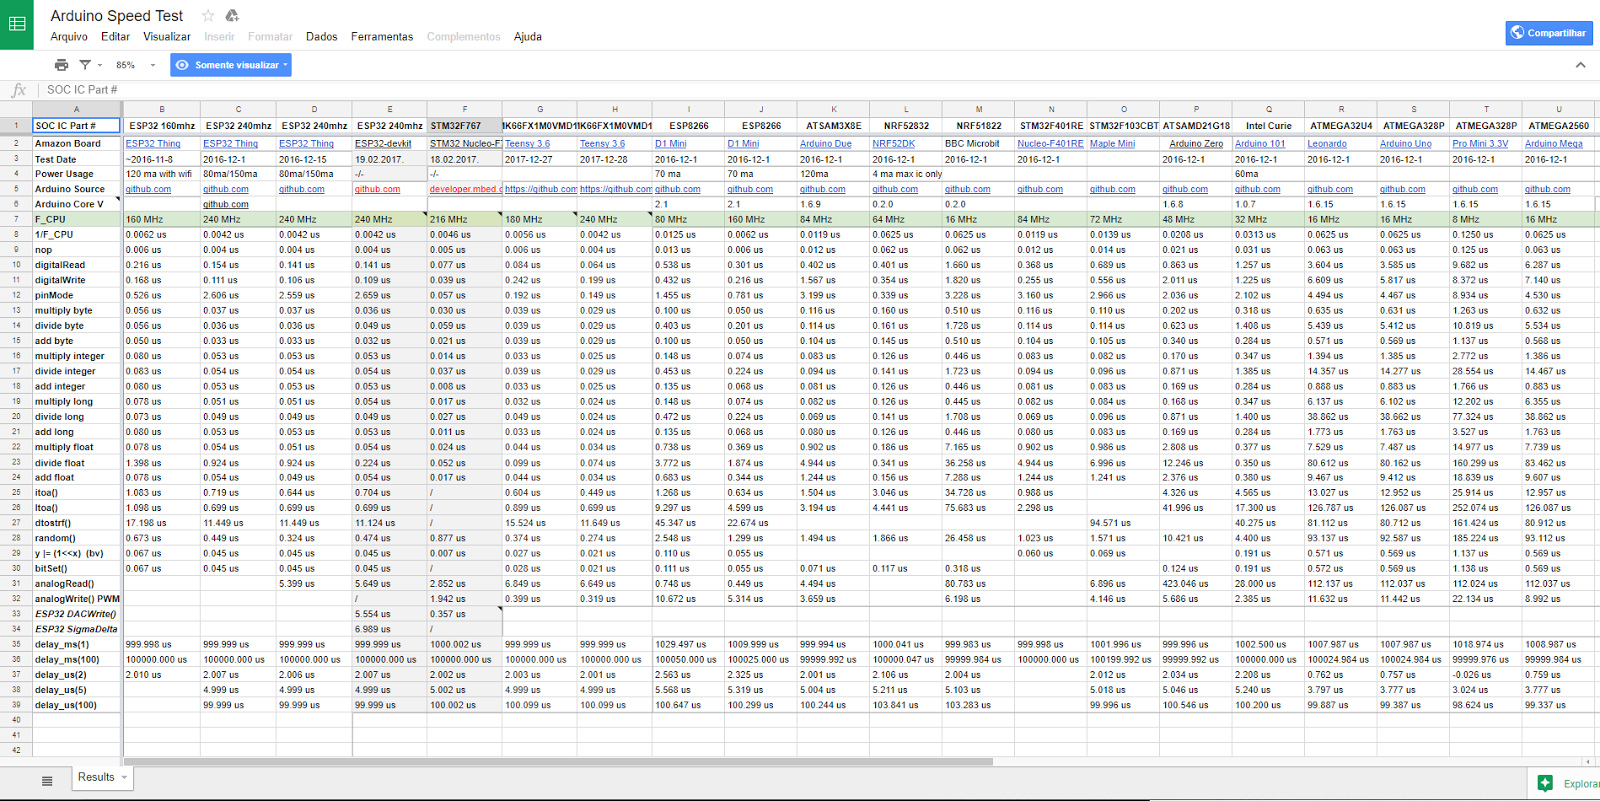 Arduino Speed Test
Compartilhar
Arquivo Editar Visualizar Inserir Formatar Dados Ferramentas Complementos Ajuda
85% Somente visualizar
fx SOC IC Part #
A B C D E F G H I J K L M N O P Q R S T U
1 SOC IC Part # ESP32 160mhz ESP32 240mhz ESP32 240mhz ESP32 240mhz STM32F767 IK66FX1M0VMD1 IK66FX1M0VMD1 ESP8266 ESP8266 ATSAM3X8E NRF52832 NRF51822 STM32F401RE STM32F103CBT ATSAMD21G18 Intel Curie ATMEGA32U4 ATMEGA328P ATMEGA328P ATMEGA2560
2 Amazon Board ESP32 Thing ESP32 Thing ESP32 Thing ESP32-devkit STM32 Nucleo-F7 Teensy 3.6 Teensy 3.6 D1 Mini D1 Mini Arduino Due NRF52DK BBC Microbit Nucleo-F401RE Maple Mini Arduino Zero Arduino 101 Leonardo Arduino Uno Pro Mini 3.3V Arduino Mega
3 Test Date ~2016-11-8 2016-12-1 2016-12-15 19.02.2017. 18.02.2017. 2017-12-27 2017-12-28 2016-12-1 2016-12-1 2016-12-1 2016-12-1 2016-12-1 2016-12-1 2016-12-1 2016-12-1 2016-12-1 2016-12-1 2016-12-1 2016-12-1
4 Power Usage 120 ma with wifi 80ma/150ma 80ma/150ma -/- -/- 70 ma 70 ma 120ma 4 ma max ic only 60ma
5 Arduino Source github.com github.com github.com github.com developer.mbed.c https://github.com https://github.com github.com github.com github.com github.com github.com github.com github.com github.com github.com github.com github.com github.com github.com
6 Arduino Core V github.com 2.1 2.1 1.6.9 0.2.0 0.2.0 1.6.8 1.0.7 1.6.15 1.6.15 1.6.15 1.6.15
7 F_CPU 160 MHz 240 MHz 240 MHz 240 MHz 216 MHz 180 MHz 240 MHz 80 MHz 160 MHz 84 MHz 64 MHz 16 MHz 84 MHz 72 MHz 48 MHz 32 MHz 16 MHz 16 MHz 8 MHz 16 MHz
8 1/F_CPU 0.0062 us 0.0042 us 0.0042 us 0.0042 us 0.0046 us 0.0056 us 0.0042 us 0.0125 us 0.0062 us 0.0119 us 0.0625 us 0.0625 us 0.0119 us 0.0139 us 0.0208 us 0.0313 us 0.0625 us 0.0625 us 0.1250 us 0.0625 us
9 nop 0.006 us 0.004 us 0.004 us 0.004 us 0.005 us 0.006 us 0.004 us 0.013 us 0.006 us 0.012 us 0.062 us 0.062 us 0.012 us 0.014 us 0.021 us 0.031 us 0.063 us 0.063 us 0.125 us 0.063 us
10 digitalRead 0.216 us 0.154 us 0.141 us 0.141 us 0.077 us 0.084 us 0.064 us 0.538 us 0.301 us 0.402 us 0.401 us 1.660 us 0.368 us 0.689 us 0.863 us 1.257 us 3.604 us 3.585 us 9.682 us 6.287 us
11 digitalWrite 0.168 us 0.111 us 0.106 us 0.109 us 0.039 us 0.242 us 0.199 us 0.432 us 0.216 us 1.567 us 0.354 us 1.820 us 0.255 us 0.556 us 2.011 us 1.225 us 6.609 us 5.817 us 8.372 us 7.140 us
12 pinMode 0.526 us 2.606 us 2.559 us 2.659 us 0.057 us 0.192 us 0.149 us 1.455 us 0.781 us 3.199 us 0.339 us 3.228 us 3.160 us 2.966 us 2.036 us 2.102 us 4.494 us 4.467 us 8.934 us 4.530 us
13 multiply byte 0.056 us 0.037 us 0.037 us 0.036 us 0.030 us 0.039 us 0.029 us 0.100 us 0.050 us 0.116 us 0.160 us 0.510 us 0.116 us 0.110 us 0.202 us 0.318 us 0.635 us 0.631 us 1.263 us 0.632 us
14 divide byte 0.056 us 0.036 us 0.036 us 0.049 us 0.059 us 0.039 us 0.029 us 0.403 us 0.201 us 0.114 us 0.161 us 1.728 us 0.114 us 0.114 us 0.623 us 1.408 us 5.439 us 5.412 us 10.819 us 5.534 us
15 add byte 0.050 us 0.033 us 0.033 us 0.032 us 0.021 us 0.039 us 0.029 us 0.100 us 0.050 us 0.104 us 0.145 us 0.510 us 0.104 us 0.105 us 0.340 us 0.284 us 0.571 us 0.569 us 1.137 us 0.568 us
16 multiply integer 0.080 us 0.053 us 0.053 us 0.053 us 0.014 us 0.033 us 0.025 us 0.148 us 0.074 us 0.083 us 0.126 us 0.446 us 0.083 us 0.082 us 0.170 us 0.347 us 1.394 us 1.385 us 2.772 us 1.386 us
17 divide integer 0.083 us 0.054 us 0.054 us 0.054 us 0.037 us 0.039 us 0.029 us 0.453 us 0.224 us 0.094 us 0.141 us 1.723 us 0.094 us 0.096 us 0.871 us 1.385 us 14.357 us 14.277 us 28.554 us 14.467 us
18 add integer 0.080 us 0.053 us 0.053 us 0.053 us 0.008 us 0.033 us 0.025 us 0.135 us 0.068 us 0.081 us 0.126 us 0.446 us 0.081 us 0.083 us 0.169 us 0.284 us 0.888 us 0.883 us 1.766 us 0.883 us
19 multiply long 0.078 us 0.051 us 0.051 us 0.054 us 0.017 us 0.032 us 0.024 us 0.148 us 0.074 us 0.082 us 0.126 us 0.445 us 0.082 us 0.084 us 0.168 us 0.347 us 6.137 us 6.102 us 12.202 us 6.355 us
20 divide long 0.073 us 0.049 us 0.049 us 0.049 us 0.027 us 0.049 us 0.024 us 0.472 us 0.224 us 0.069 us 0.141 us 1.708 us 0.069 us 0.096 us 0.871 us 1.400 us 38.862 us 38.662 us 77.324 us 38.862 us
21 add long 0.080 us 0.053 us 0.053 us 0.053 us 0.011 us 0.033 us 0.024 us 0.135 us 0.068 us 0.080 us 0.126 us 0.446 us 0.080 us 0.083 us 0.169 us 0.284 us 1.773 us 1.763 us 3.527 us 1.763 us
22 multiply float 0.078 us 0.054 us 0.051 us 0.054 us 0.024 us 0.044 us 0.034 us 0.738 us 0.369 us 0.902 us 0.186 us 7.165 us 0.902 us 0.986 us 2.808 us 0.377 us 7.529 us 7.487 us 14.977 us 7.739 us
23 divide float 1.398 us 0.924 us 0.924 us 0.224 us 0.052 us 0.099 us 0.074 us 3.772 us 1.874 us 4.944 us 0.341 us 36.258 us 4.944 us 6.996 us 12.246 us 0.350 us 80.612 us 80.162 us 160.299 us 83.462 us
24 add float 0.078 us 0.054 us 0.049 us 0.054 us 0.017 us 0.044 us 0.034 us 0.683 us 0.344 us 1.244 us 0.156 us 7.288 us 1.244 us 1.241 us 2.376 us 0.380 us 9.467 us 9.412 us 18.839 us 9.607 us
25 itoa() 1.083 us 0.719 us 0.644 us 0.704 us / 0.604 us 0.449 us 1.268 us 0.634 us 1.504 us 3.046 us 34.728 us 0.988 us 4.326 us 4.565 us 13.027 us 12.952 us 25.914 us 12.957 us
26 ltoa() 1.098 us 0.699 us 0.699 us 0.699 us / 0.899 us 0.699 us 9.297 us 4.599 us 3.194 us 4.441 us 75.683 us 2.298 us 41.996 us 17.300 us 126.787 us 126.087 us 252.074 us 126.087 us
27 dtostrf() 17.198 us 11.449 us 11.449 us 11.124 us / 15.524 us 11.649 us 45.347 us 22.674 us 94.571 us 40.275 us 81.112 us 80.712 us 161.424 us 80.912 us
28 random() 0.673 us 0.449 us 0.324 us 0.474 us 0.877 us 0.374 us 0.274 us 2.548 us 1.299 us 1.494 us 1.866 us 26.458 us 1.023 us 1.571 us 10.421 us 4.400 us 93.137 us 92.587 us 185.224 us 93.112 us
29 y |= (1<<x) (bv) 0.067 us 0.045 us 0.045 us 0.045 us 0.007 us 0.027 us 0.021 us 0.110 us 0.055 us 0.060 us 0.069 us 0.191 us 0.571 us 0.569 us 1.137 us 0.569 us
30 bitSet() 0.067 us 0.045 us 0.045 us 0.045 us / 0.028 us 0.021 us 0.111 us 0.055 us 0.071 us 0.117 us 0.318 us 0.124 us 0.191 us 0.572 us 0.569 us 1.138 us 0.569 us
31 analogRead() 5.399 us 5.649 us 2.852 us 6.849 us 6.649 us 0.748 us 0.449 us 4.494 us 80.783 us 6.896 us 423.046 us 28.000 us 112.137 us 112.037 us 112.024 us 112.037 us
32 analogWrite() PWM / 1.942 us 0.399 us 0.319 us 10.672 us 5.314 us 3.659 us 6.198 us 4.146 us 5.686 us 2.385 us 11.632 us 11.442 us 22.134 us 8.992 us
33 ESP32 DACWrite() 5.554 us 0.357 us
34 ESP32 SigmaDelta 6.989 us /
35 delay_ms(1) 999.998 us 999.999 us 999.999 us 999.999 us 1000.002 us 999.999 us 999.999 us 1029.497 us 1009.999 us 999.994 us 1000.041 us 999.983 us 999.998 us 1001.996 us 999.996 us 1002.500 us 1007.987 us 1007.987 us 1018.974 us 1008.987 us
36 delay_ms(100) 100000.000 us 100000.000 us 100000.000 us 100000.000 us 100000.000 us 100000.000 us 100000.000 us 100050.000 us 100025.000 us 99999.992 us 100000.047 us 99999.984 us 100000.000 us 100199.992 us 99999.992 us 100000.000 us 100024.984 us 100024.984 us 99999.976 us 99999.984 us
37 delay_us(2) 2.010 us 2.007 us 2.006 us 2.007 us 2.002 us 2.003 us 2.001 us 2.563 us 2.325 us 2.001 us 2.106 us 2.004 us 2.012 us 2.034 us 2.208 us 0.762 us 0.757 us -0.026 us 0.759 us
38 delay_us(5) 4.999 us 4.999 us 4.999 us 5.002 us 4.999 us 4.999 us 5.568 us 5.319 us 5.004 us 5.211 us 5.103 us 5.018 us 5.046 us 5.240 us 3.797 us 3.777 us 3.024 us 3.777 us
39 delay_us(100) 99.999 us 99.999 us 99.999 us 100.002 us 100.099 us 100.099 us 100.647 us 100.299 us 100.244 us 103.841 us 103.283 us 99.996 us 100.546 us 100.200 us 99.887 us 99.387 us 98.624 us 99.337 us
40
41
42
Results
Explorar